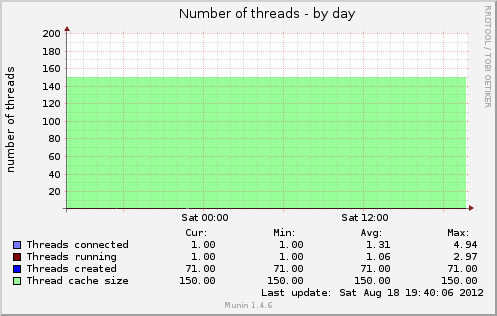 Number of threads - by day
RRDTOOL / TOBI OETIKER
number of threads
200
180
160
140
120
100
80
60
40
20
Sat 00:00 Sat 12:00
Cur: Min: Avg: Max:
Threads connected 1.00 1.00 1.31 4.94
Threads running 1.00 1.00 1.06 2.97
Threads created 71.00 71.00 71.00 71.00
Thread cache size 150.00 150.00 150.00 150.00
Last update: Sat Aug 18 19:40:06 2012
Munin 1.4.6